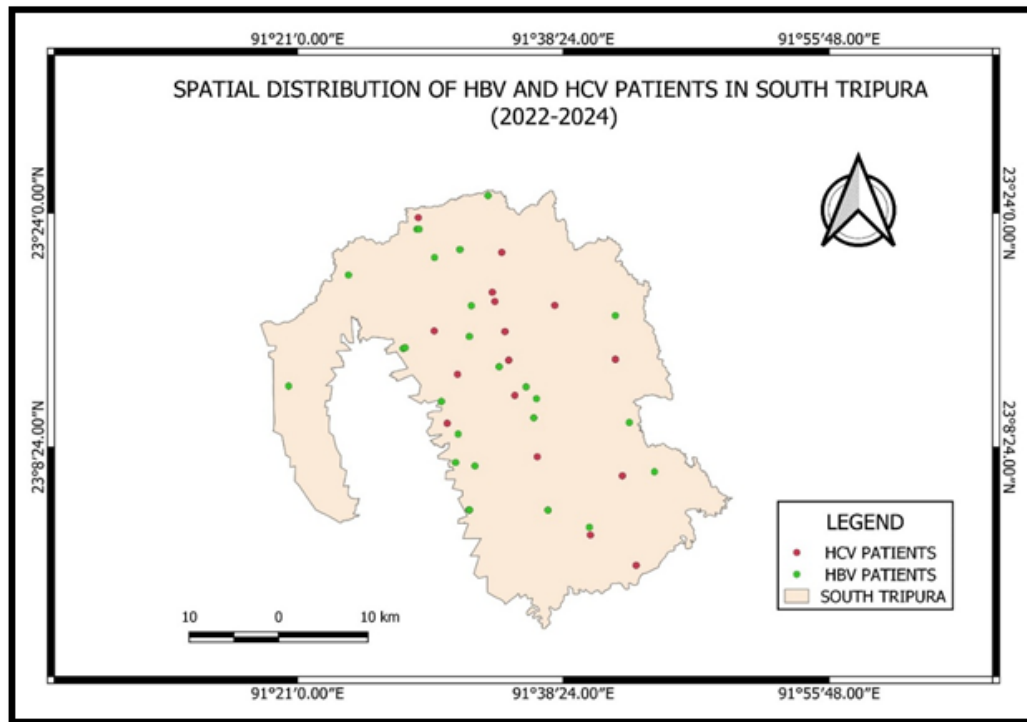 91°21′0.00″E 91°38′24.00″E 91°55′48.00″E
SPATIAL DISTRIBUTION OF HBV AND HCV PATIENTS IN SOUTH TRIPURA
(2022-2024)
23°24′0.00″N
23°24′0.00″N
23°8′24.00″N
23°8′24.00″N
LEGEND
HCV PATIENTS
HBV PATIENTS
SOUTH TRIPURA
10 0 10 km
91°21′0.00″E 91°38′24.00″E 91°55′48.00″E